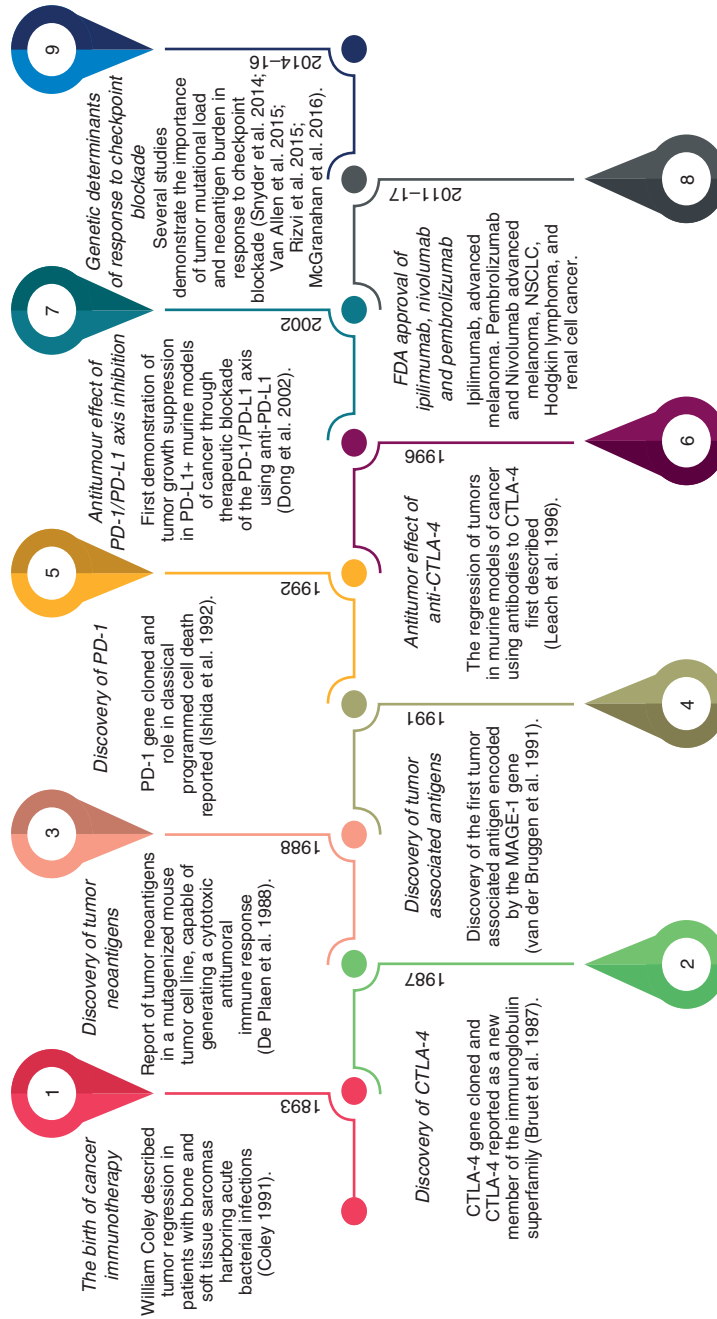 1
The birth of cancer
immunotherapy
William Coley described
tumor regression in
patients with bone and
soft tissue sarcomas
harboring acute
bacterial infections
(Coley 1991).
1893
2
Discovery of CTLA-4
CTLA-4 gene cloned and
CTLA-4 reported as a new
member of the immunoglobulin
superfamily (Bruet et al. 1987).
1987
3
Discovery of tumor
neoantigens
Report of tumor neoantigens
in a mutagenized mouse
tumor cell line, capable of
generating a cytotoxic
antitumoral
immune response
(De Plaen et al. 1988).
1988
4
Discovery of tumor
associated antigens
Discovery of the first tumor
associated antigen encoded
by the MAGE-1 gene
(van der Bruggen et al. 1991).
1991
5
Discovery of PD-1
PD-1 gene cloned and
role in classical
programmed cell death
reported (Ishida et al. 1992).
1992
6
Antitumor effect of
anti-CTLA-4
The regression of tumors
in murine models of cancer
using antibodies to CTLA-4
first described
(Leach et al. 1996).
1996
7
Antitumour effect of
PD-1/PD-L1 axis inhibition
First demonstration of
tumor growth suppression
in PD-L1+ murine models
of cancer through
therapeutic blockade
of the PD-1/PD-L1 axis
using anti-PD-L1
(Dong et al. 2002).
2002
8
FDA approval of
ipilimumab, nivolumab
and pembrolizumab
Ipilimumab, advanced
melanoma. Pembrolizumab
and Nivolumab advanced
melanoma, NSCLC,
Hodgkin lymphoma, and
renal cell cancer.
2011–17
9
Genetic determinants
of response to checkpoint
blockade
Several studies
demonstrate the importance
of tumor mutational load
and neoantigen burden in
response to checkpoint
blockade (Snyder et al. 2014;
Van Allen et al. 2015;
Rizvi et al. 2015;
McGranahan et al. 2016).
2014–16